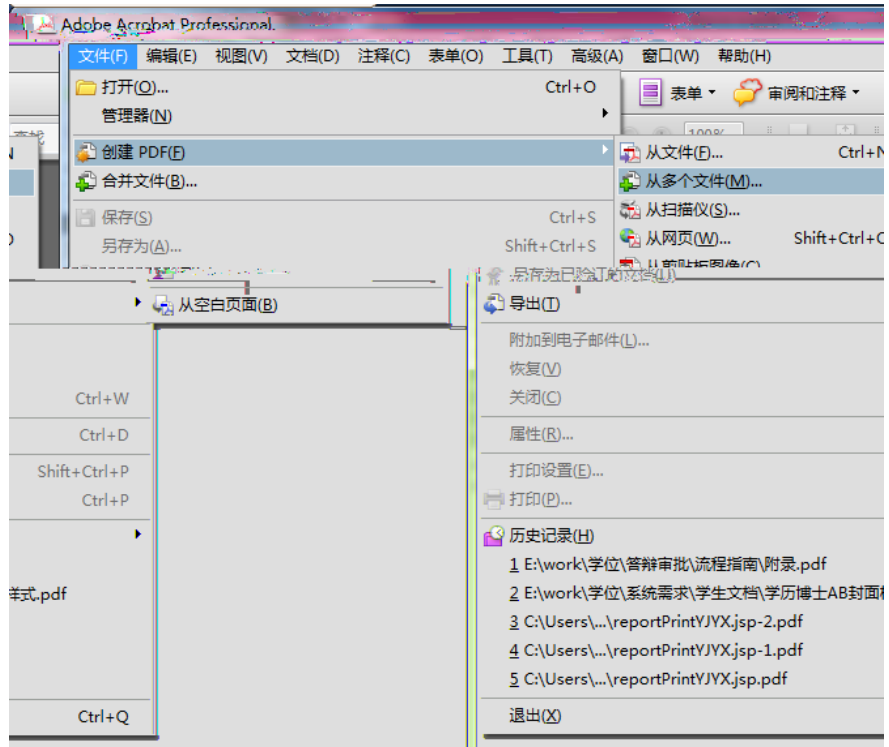 Adobe Acrobat Professional.
文件(F) 编辑(E) 视图(V) 文档(D) 注释(C) 表单(O) 工具(T) 高级(A) 窗口(W) 帮助(H)
打开(O)... Ctrl+O
表单 审阅和注释
管理器(N)
100%
创建 PDF(F)
从文件(F)... Ctrl+N
合并文件(B)...
从多个文件(M)...
保存(S) Ctrl+S
从扫描仪(S)...
另存为(A)... Shift+Ctrl+S
从网页(W)... Shift+Ctrl+
从剪贴板图像(C)
从空白页面(B)
导出(T)
附加到电子邮件(L)...
恢复(V)
Ctrl+W 关闭(C)
Ctrl+D 属性(R)...
Shift+Ctrl+P 打印设置(E)...
Ctrl+P 打印(P)...
历史记录(H)
1 E:\work\学位\答辩审批\流程指南\附录.pdf
样式.pdf 2 E:\work\学位\系统需求\学生文档\学历博士AB封面
3 C:\Users\...\reportPrintYJYX.jsp-2.pdf
4 C:\Users\...\reportPrintYJYX.jsp-1.pdf
5 C:\Users\...\reportPrintYJYX.jsp.pdf
Ctrl+Q 退出(X)